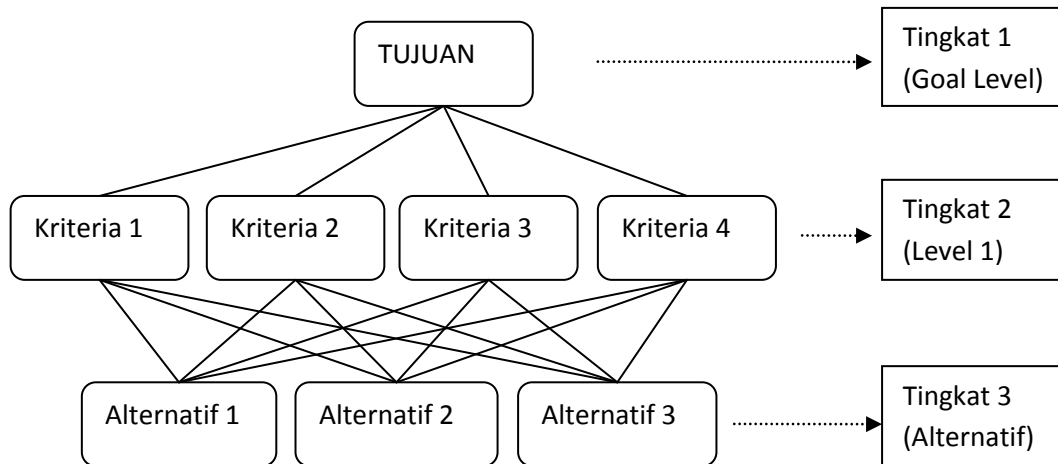 TUJUAN
Tingkat 1
(Goal Level)
Kriteria 1
Kriteria 2
Kriteria 3
Kriteria 4
Tingkat 2
(Level 1)
Alternatif 1
Alternatif 2
Alternatif 3
Tingkat 3
(Alternatif)